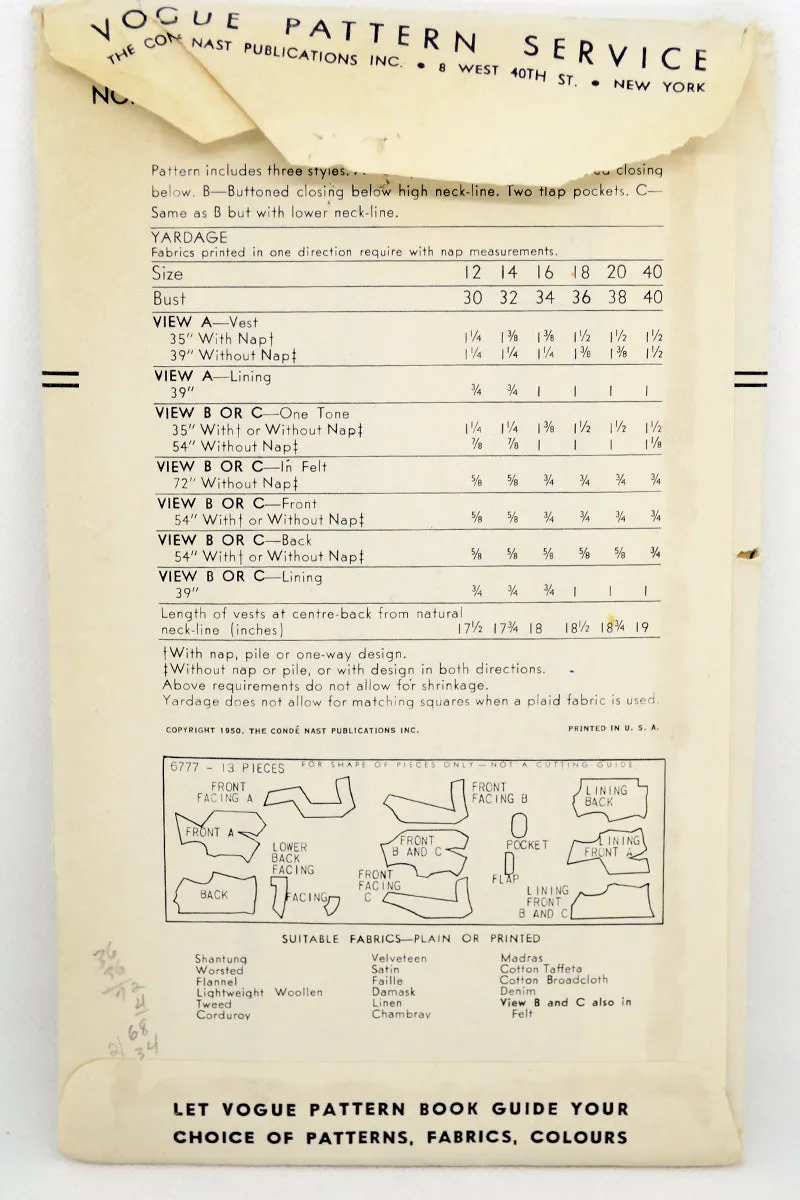 VOGUE PATTERN SERVICE
THE CON NAST PUBLICATIONS INC. • 8 WEST 40TH ST. • NEW YORK
NO.
Pattern includes three styles. closing
below. B—Buttoned closing below high neck-line. Two flap pockets. C—
Same as B but with lower neck-line.
YARDAGE
Fabrics printed in one direction require with nap measurements.
Size 12 14 16 18 20 40
Bust 30 32 34 36 38 40
VIEW A—Vest
35" With Nap† 1¼ 1⅜ 1⅜ 1½ 1½ 1½
39" Without Nap‡ 1¼ 1¼ 1¼ 1⅜ 1⅜ 1½
VIEW A—Lining
39" ¾ ¾ 1 1 1 1
VIEW B OR C—One Tone
35" With† or Without Nap‡ 1¼ 1¼ 1⅜ 1½ 1½ 1½
54" Without Nap‡ ⅞ ⅞ 1 1 1 1⅛
VIEW B OR C—In Felt
72" Without Nap‡ ⅝ ⅝ ¾ ¾ ¾ ¾
VIEW B OR C—Front
54" With† or Without Nap‡ ⅝ ⅝ ¾ ¾ ¾ ¾
VIEW B OR C—Back
54" With† or Without Nap‡ ⅝ ⅝ ⅝ ⅝ ⅝ ¾
VIEW B OR C—Lining
39" ¾ ¾ ¾ 1 1 1
Length of vests at centre-back from natural
neck-line (inches) 17½ 17¾ 18 18½ 18¾ 19
†With nap, pile or one-way design.
‡Without nap or pile, or with design in both directions.
Above requirements do not allow for shrinkage.
Yardage does not allow for matching squares when a plaid fabric is used.
COPYRIGHT 1950, THE CONDÉ NAST PUBLICATIONS INC. PRINTED IN U. S. A.
6777 – 13 PIECES FOR SHAPE OF PIECES ONLY — NOT A CUTTING GUIDE
FRONT
FACING A
FRONT
FACING B
LINING
BACK
FRONT A
LOWER
BACK
FACING
FRONT
B AND C
POCKET
LINING
FRONT A
BACK
FACING
FRONT
FACING
C
FLAP
LINING
FRONT
B AND C
SUITABLE FABRICS—PLAIN OR PRINTED
Shantung Velveteen Madras
Worsted Satin Cotton Taffeta
Flannel Faille Cotton Broadcloth
Lightweight Woollen Damask Denim
Tweed Linen View B and C also in
Corduroy Chambray Felt
36
72
4
68
2) 34
LET VOGUE PATTERN BOOK GUIDE YOUR
CHOICE OF PATTERNS, FABRICS, COLOURS